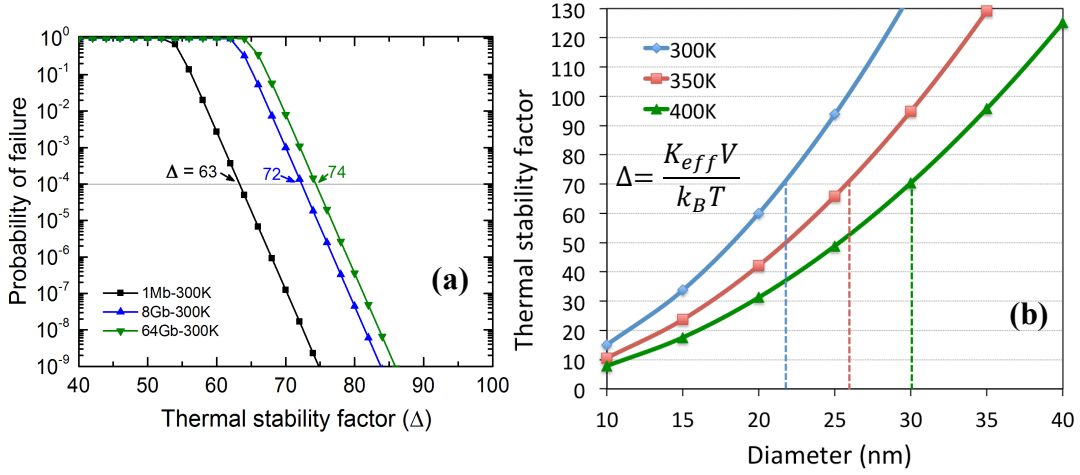 Probability of failure
10^0
10^-1
10^-2
10^-3
10^-4
10^-5
10^-6
10^-7
10^-8
10^-9
Δ = 63
72
74
1Mb-300K
8Gb-300K
64Gb-300K
(a)
40 50 60 70 80 90 100
Thermal stability factor (Δ)
Thermal stability factor
130
120
110
100
90
80
70
60
50
40
30
20
10
0
300K
350K
400K
Δ= K_eff V / k_B T
(b)
10 15 20 25 30 35 40
Diameter (nm)